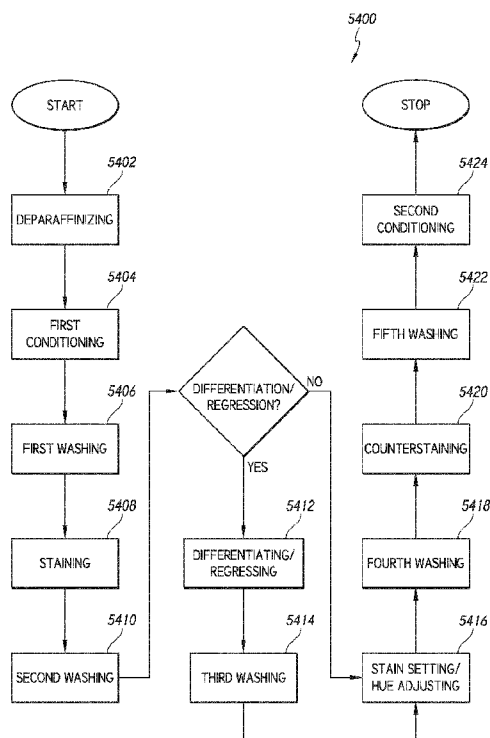 5400
START
5402
DEPARAFFINIZING
5404
FIRST
CONDITIONING
5406
FIRST WASHING
5408
STAINING
5410
SECOND WASHING
DIFFERENTIATION/
REGRESSION?
NO
YES
5412
DIFFERENTIATING/
REGRESSING
5414
THIRD WASHING
5416
STAIN SETTING/
HUE ADJUSTING
5418
FOURTH WASHING
5420
COUNTERSTAINING
5422
FIFTH WASHING
5424
SECOND
CONDITIONING
STOP